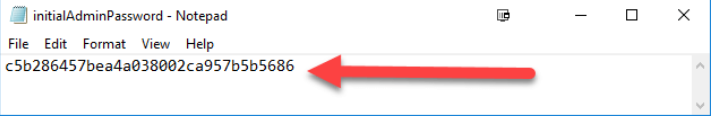 initialAdminPassword - Notepad
File Edit Format View Help
c5b286457bea4a038002ca957b5b5686